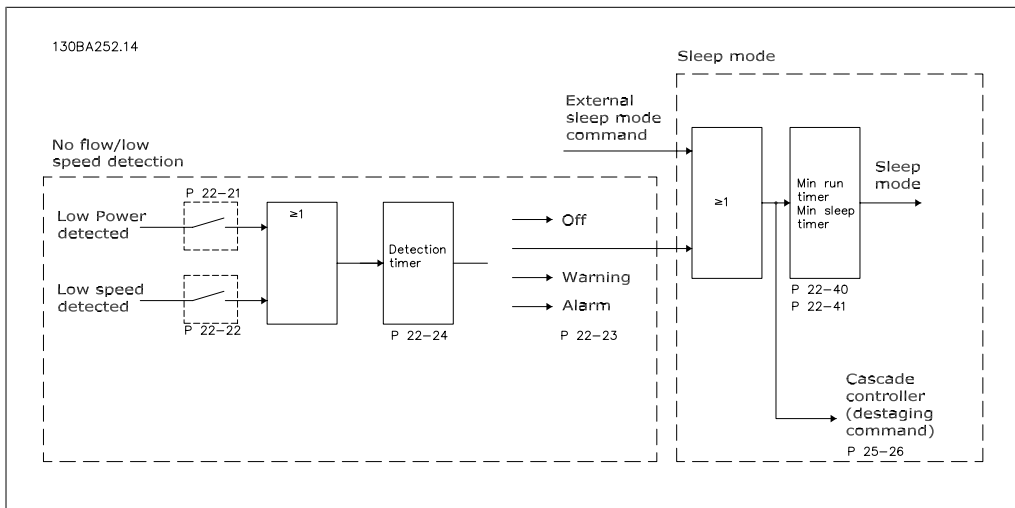 130BA252.14
Sleep mode
External
sleep mode
command
No flow/low
speed detection
P 22-21
Low Power
detected
≥1
Detection
timer
Off
Warning
Alarm
Low speed
detected
P 22-22
P 22-24
P 22-23
≥1
Min run
timer
Min sleep
timer
Sleep
mode
P 22-40
P 22-41
Cascade
controller
(destaging
command)
P 25-26